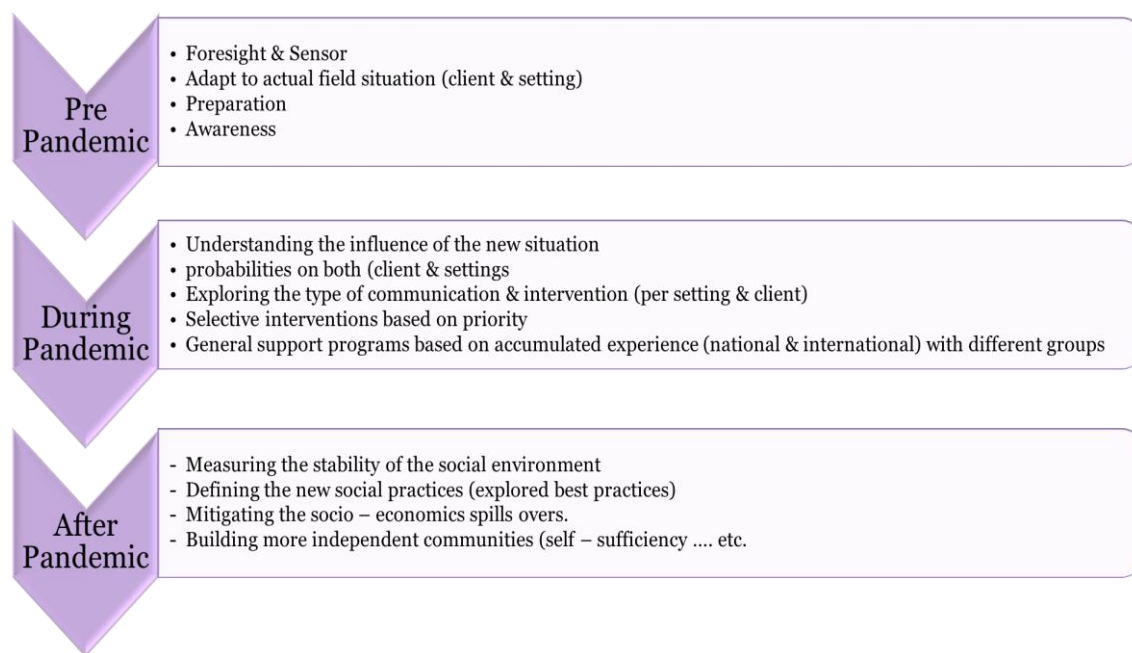 Pre
Pandemic
• Foresight & Sensor
• Adapt to actual field situation (client & setting)
• Preparation
• Awareness
During
Pandemic
• Understanding the influence of the new situation
• probabilities on both (client & settings
• Exploring the type of communication & intervention (per setting & client)
• Selective interventions based on priority
• General support programs based on accumulated experience (national & international) with different groups
After
Pandemic
- Measuring the stability of the social environment
- Defining the new social practices (explored best practices)
- Mitigating the socio – economics spills overs.
- Building more independent communities (self – sufficiency .... etc.